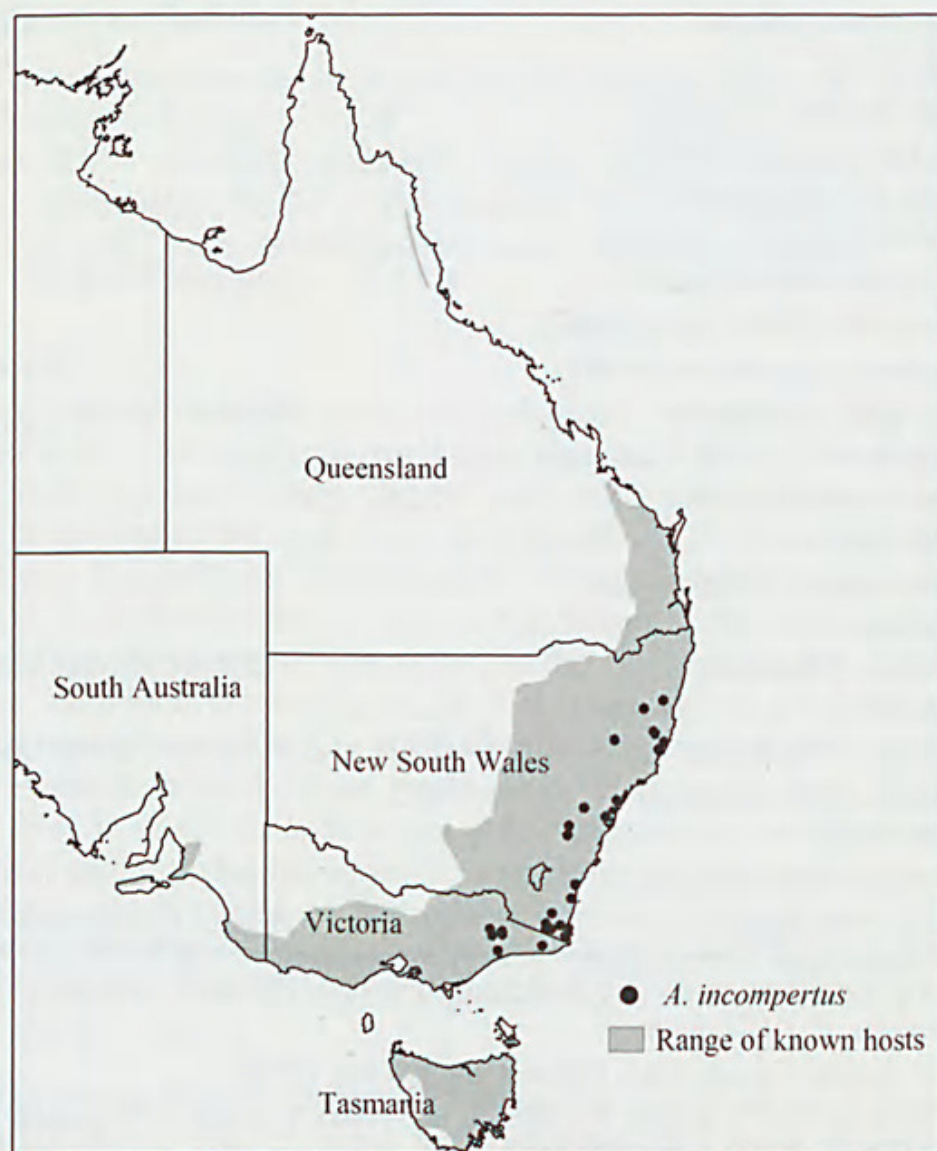 Queensland
South Australia
New South Wales
Victoria
A. incompertus
Range of known hosts
Tasmania